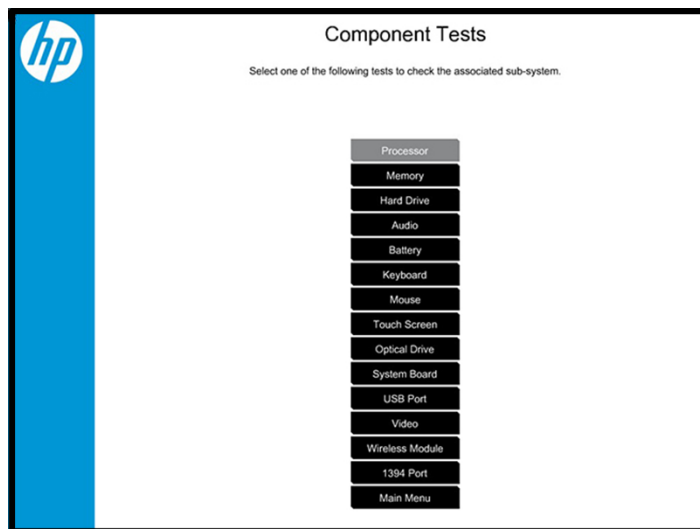 hp
Component Tests
Select one of the following tests to check the associated sub-system.
Processor
Memory
Hard Drive
Audio
Battery
Keyboard
Mouse
Touch Screen
Optical Drive
System Board
USB Port
Video
Wireless Module
1394 Port
Main Menu